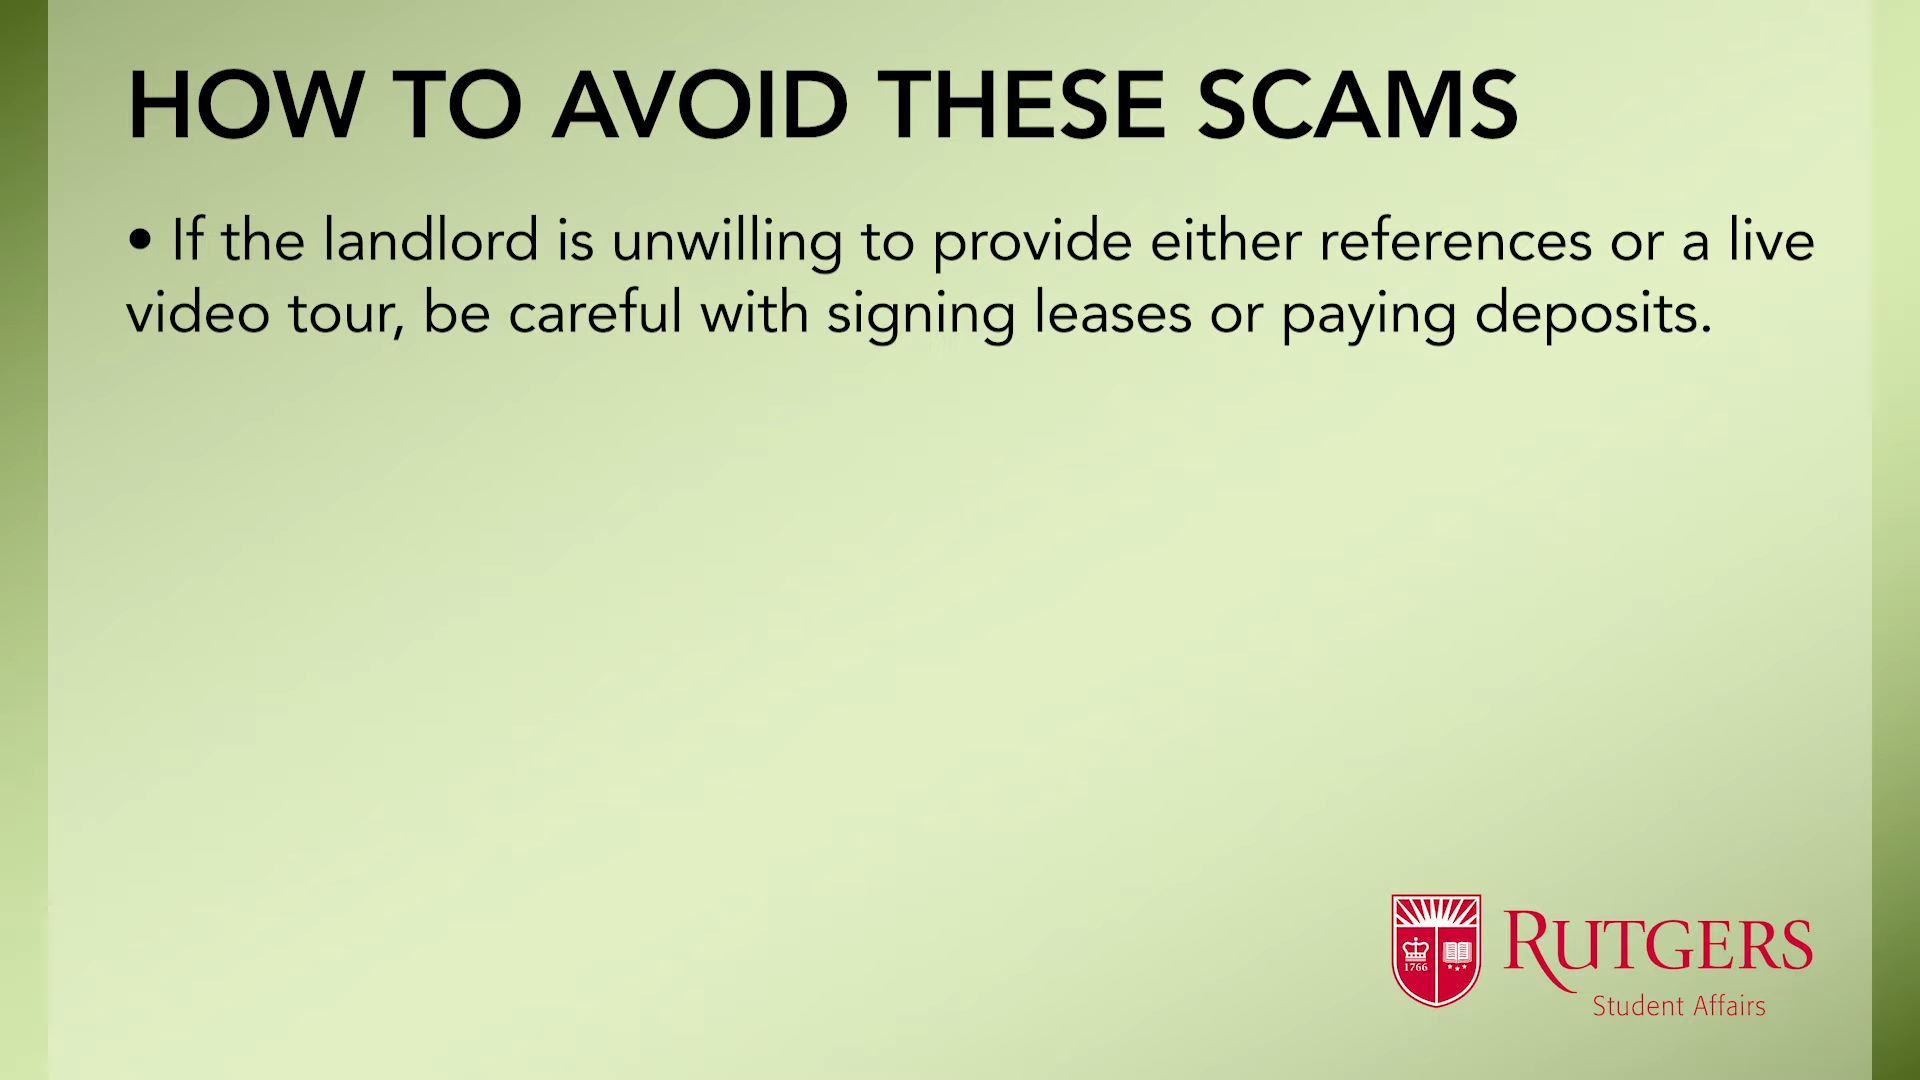 HOW TO AVOID THESE SCAMS
• If the landlord is unwilling to provide either references or a live
video tour, be careful with signing leases or paying deposits.
1766
RUTGERS
Student Affairs